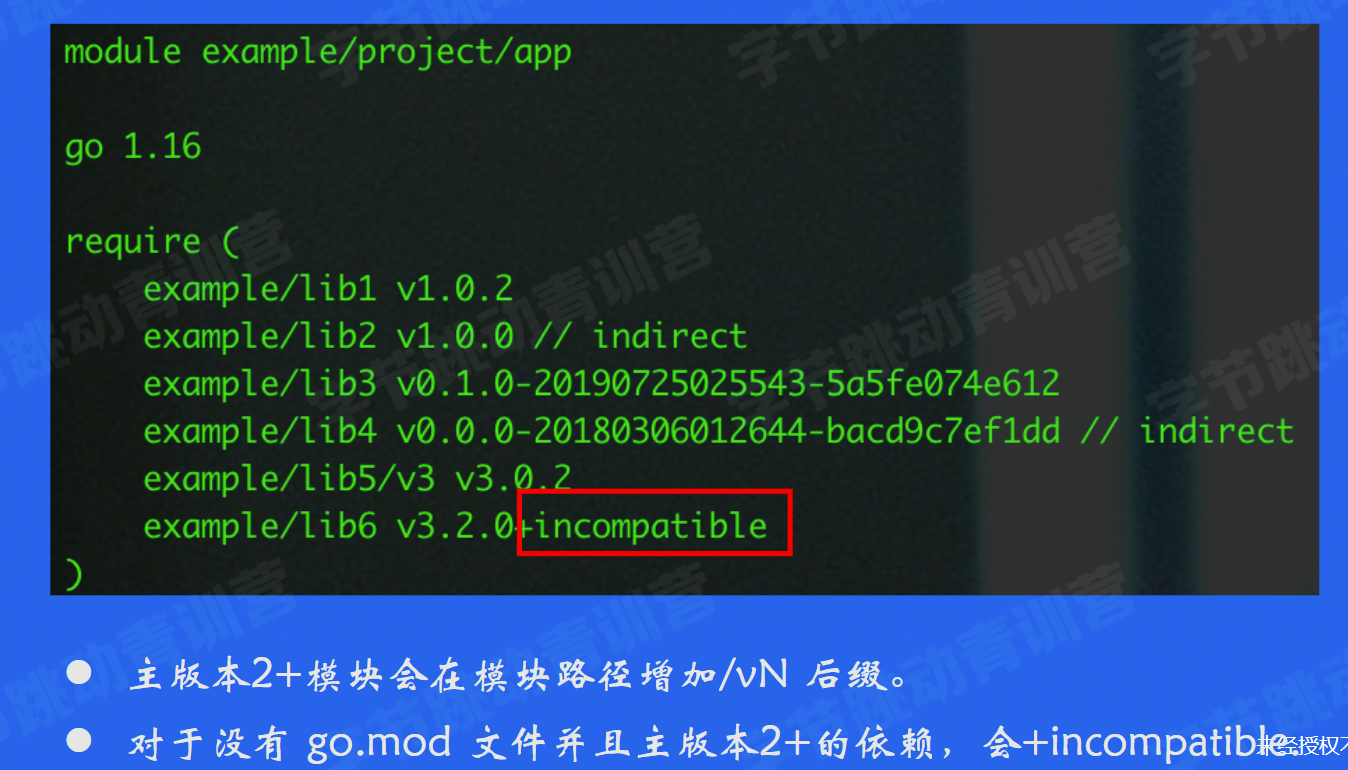 module example/project/app
go 1.16
require (
example/lib1 v1.0.2
example/lib2 v1.0.0 // indirect
example/lib3 v0.1.0-20190725025543-5a5fe074e612
example/lib4 v0.0.0-20180306012644-bacd9c7ef1dd // indirect
example/lib5/v3 v3.0.2
example/lib6 v3.2.0+incompatible
)
主版本2+模块会在模块路径增加/vN 后缀。
对于没有 go.mod 文件并且主版本2+的依赖，会+incompatible.
未经授权不
字节跳动青训营